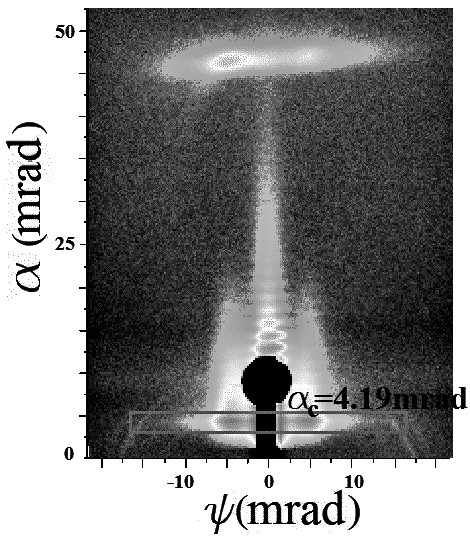 50
α (mrad)
25
α_c=4.19mrad
0
-10 0 10
ψ(mrad)